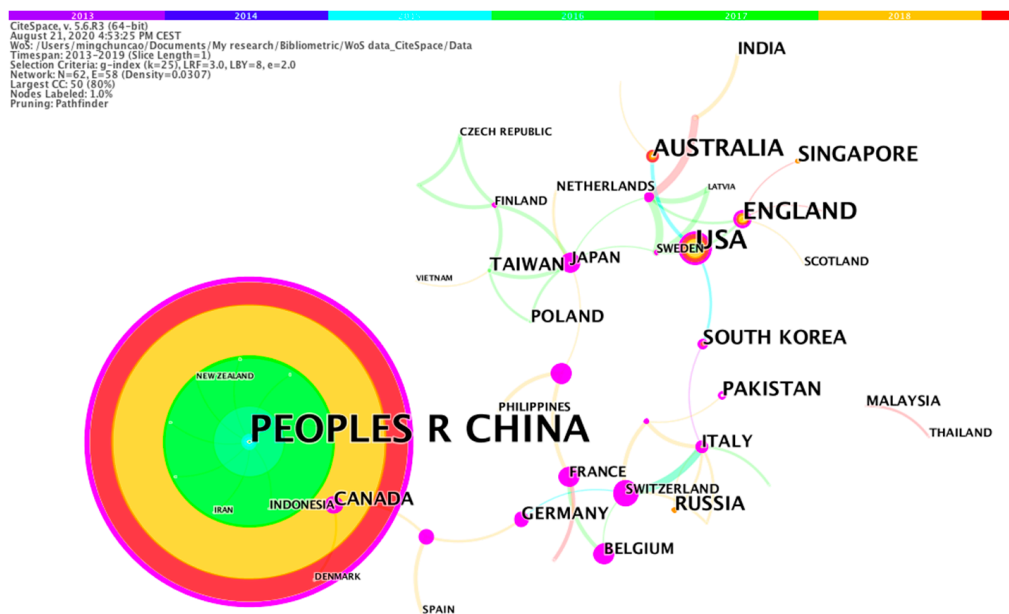 2013 2014 2015 2016 2017 2018
CiteSpace, v. 5.6.R3 (64-bit)
August 21, 2020 4:53:25 PM CEST
WoS: /Users/mingchuncao/Documents/My research/Bibliometric/WoS data_CiteSpace/Data
Timespan: 2013-2019 (Slice Length=1)
Selection Criteria: g-index (k=25), LRF=3.0, LBY=8, e=2.0
Network: N=62, E=58 (Density=0.0307)
Largest CC: 50 (80%)
Nodes Labeled: 1.0%
Pruning: Pathfinder
INDIA
CZECH REPUBLIC
AUSTRALIA
SINGAPORE
NETHERLANDS
LATVIA
FINLAND
ENGLAND
USA
SWEDEN
TAIWAN
JAPAN
SCOTLAND
VIETNAM
POLAND
SOUTH KOREA
NEW ZEALAND
PAKISTAN
PHILIPPINES
MALAYSIA
PEOPLES R CHINA
THAILAND
ITALY
FRANCE
SWITZERLAND
INDONESIA
CANADA
RUSSIA
IRAN
GERMANY
BELGIUM
DENMARK
SPAIN